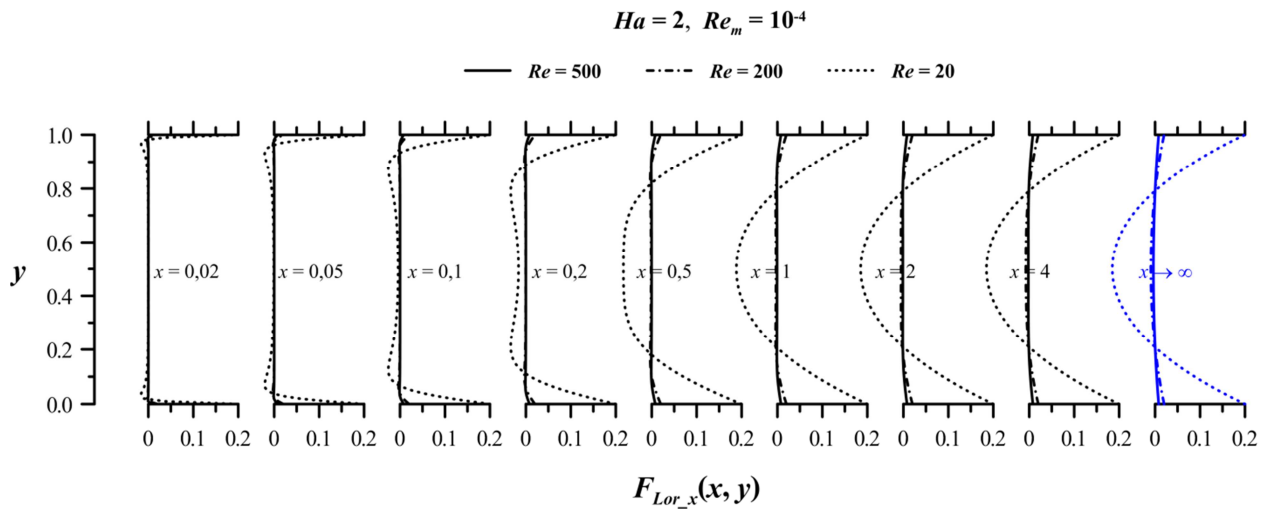 Ha = 2, Re_m = 10^-4
Re = 500 Re = 200 Re = 20
1.0
0.8
0.6
0.4
0.2
0.0
y
x = 0,02 x = 0,05 x = 0,1 x = 0,2 x = 0,5 x = 1 x = 2 x = 4 x → ∞
0 0.1 0.2 0 0.1 0.2 0 0.1 0.2 0 0.1 0.2 0 0.1 0.2 0 0.1 0.2 0 0.1 0.2 0 0.1 0.2 0 0.1 0.2
F_Lor_x(x, y)